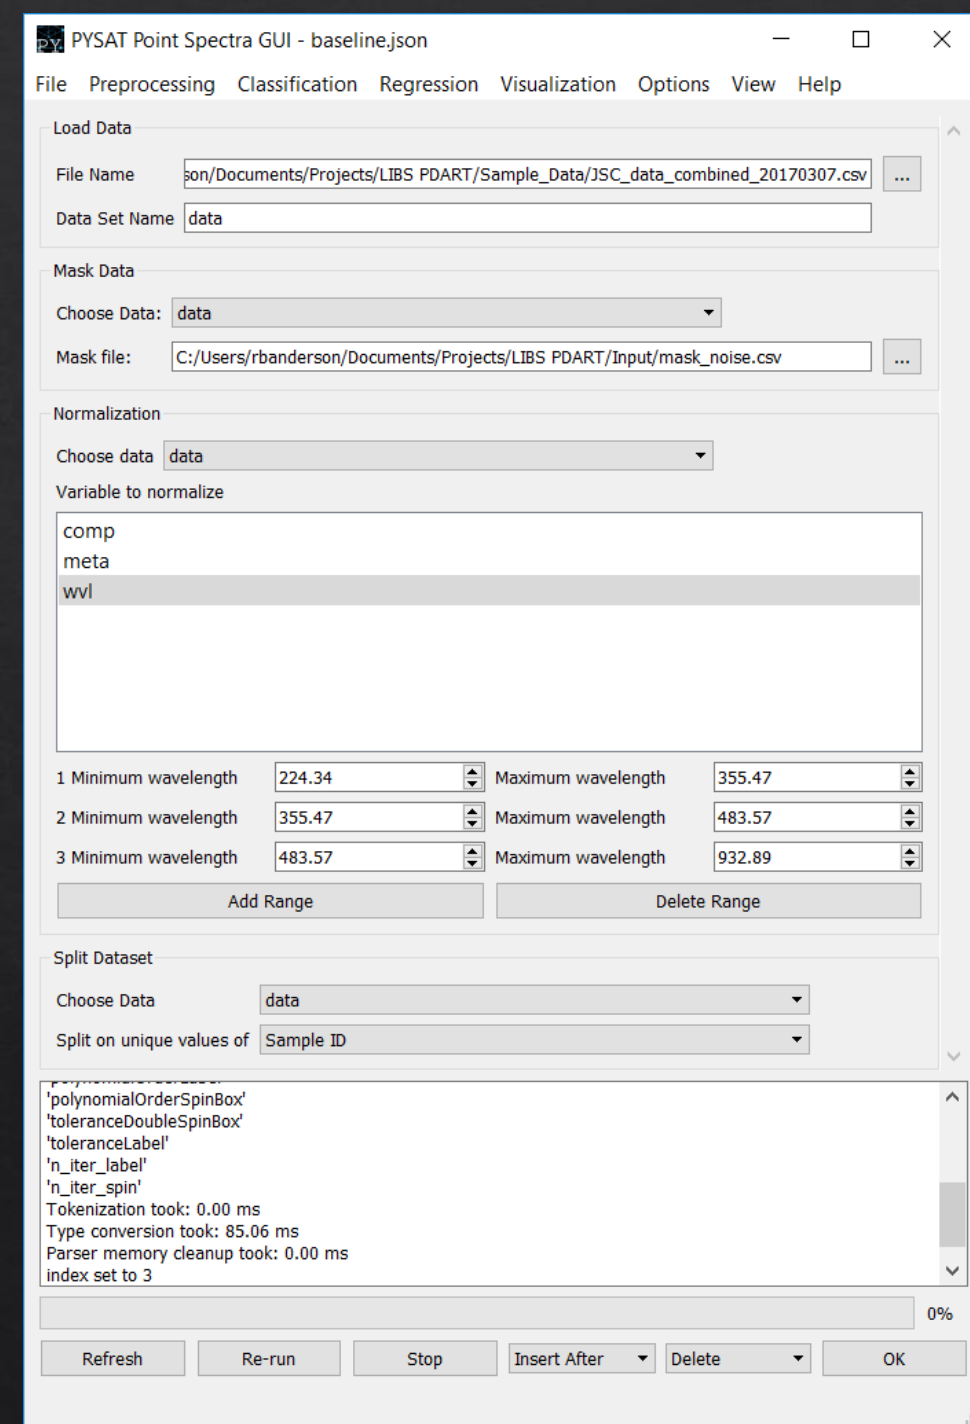 PYSAT Point Spectra GUI - baseline.json
File Preprocessing Classification Regression Visualization Options View Help
Load Data
File Name son/Documents/Projects/LIBS PDART/Sample_Data/JSC_data_combined_20170307.csv ...
Data Set Name data
Mask Data
Choose Data: data
Mask file: C:/Users/rbanderson/Documents/Projects/LIBS PDART/Input/mask_noise.csv ...
Normalization
Choose data data
Variable to normalize
comp
meta
wvl
1 Minimum wavelength 224.34 Maximum wavelength 355.47
2 Minimum wavelength 355.47 Maximum wavelength 483.57
3 Minimum wavelength 483.57 Maximum wavelength 932.89
Add Range Delete Range
Split Dataset
Choose Data data
Split on unique values of Sample ID
'polynomialOrderSpinBox'
'toleranceDoubleSpinBox'
'toleranceLabel'
'n_iter_label'
'n_iter_spin'
Tokenization took: 0.00 ms
Type conversion took: 85.06 ms
Parser memory cleanup took: 0.00 ms
index set to 3
0%
Refresh Re-run Stop Insert After Delete OK